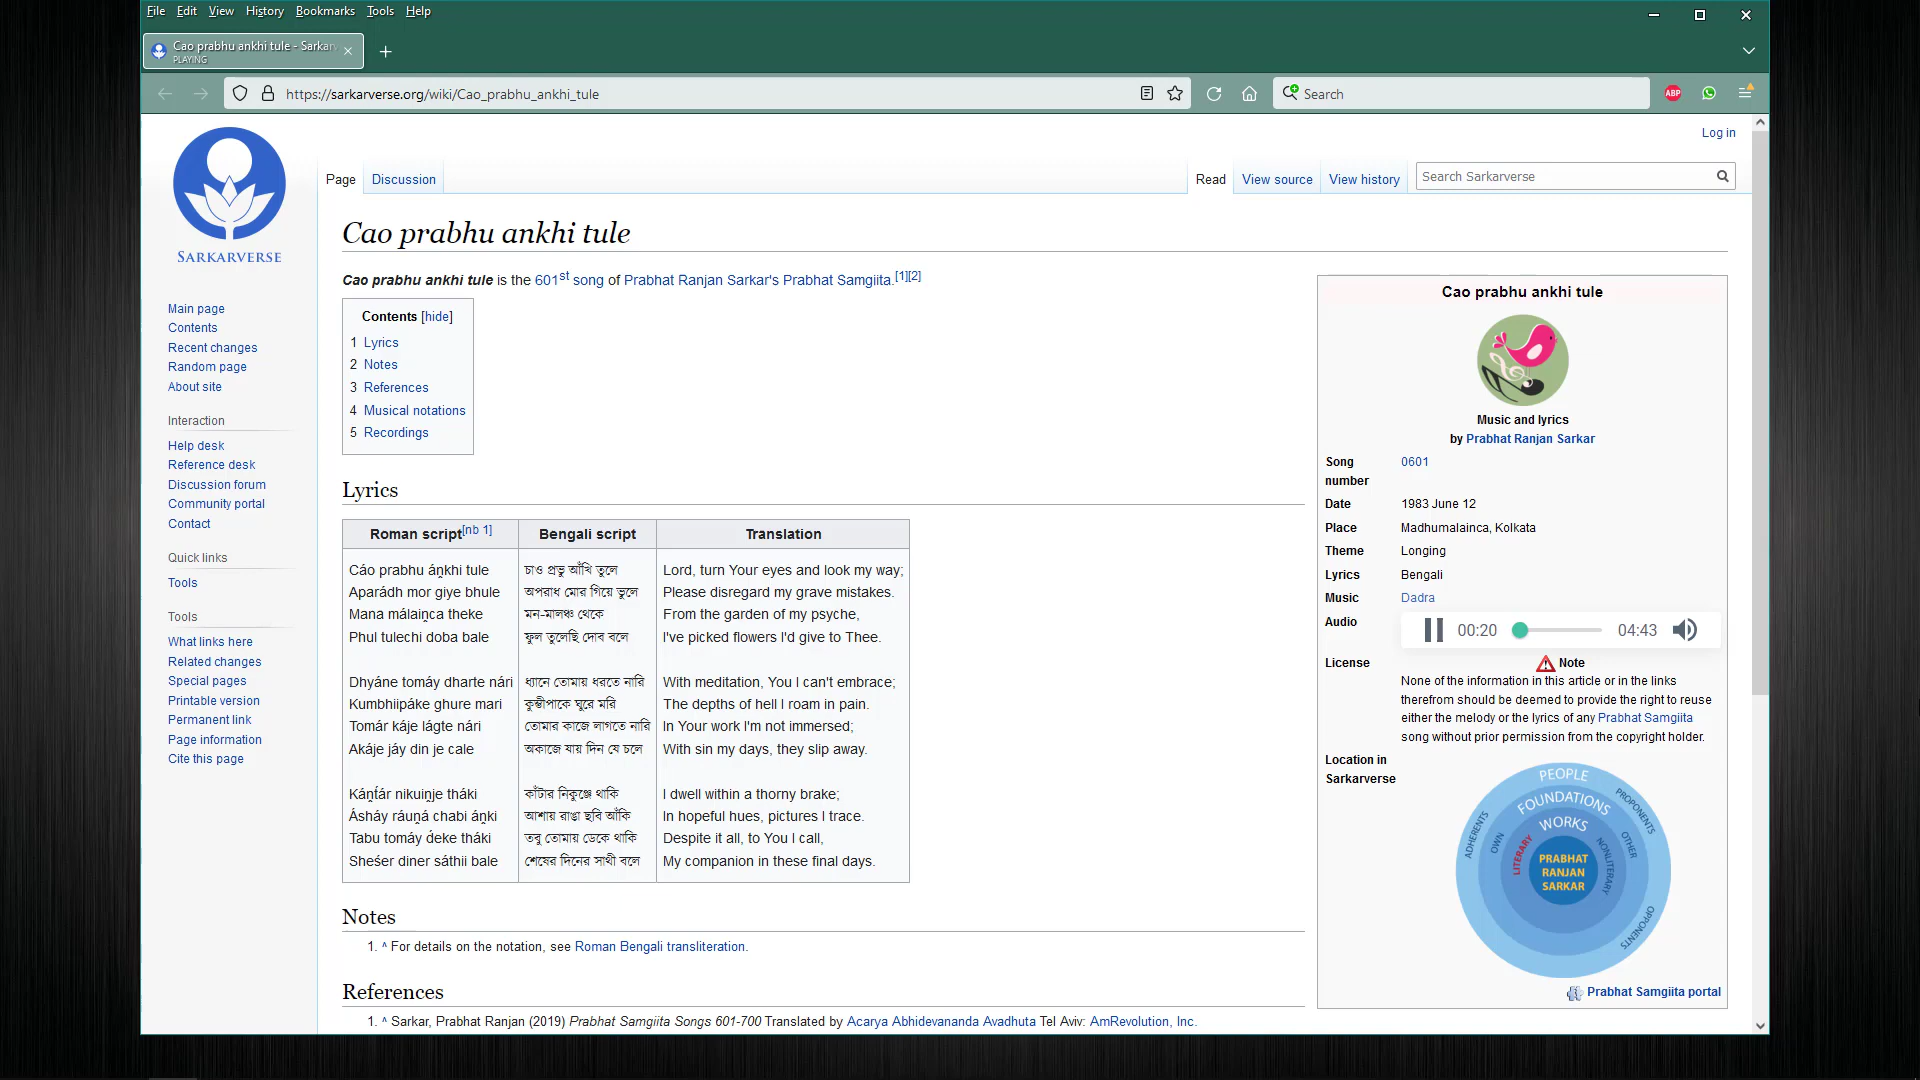 File Edit View History Bookmarks Tools Help
Cao prabhu ankhi tule - Sarkar
PLAYING
https://sarkarverse.org/wiki/Cao_prabhu_ankhi_tule
Search
ABP
Log in
SARKARVERSE
Page Discussion Read View source View history Search Sarkarverse
Main page
Contents
Recent changes
Random page
About site
Interaction
Help desk
Reference desk
Discussion forum
Community portal
Contact
Quick links
Tools
Tools
What links here
Related changes
Special pages
Printable version
Permanent link
Page information
Cite this page
Cao prabhu ankhi tule
Cao prabhu ankhi tule is the 601st song of Prabhat Ranjan Sarkar's Prabhat Samgiita.[1][2]
Contents [hide]
1 Lyrics
2 Notes
3 References
4 Musical notations
5 Recordings
Lyrics
Roman script[nb 1] Bengali script Translation
Cáo prabhu áṋkhi tule চাও প্রভু আঁখি তুলে Lord, turn Your eyes and look my way;
Aparádh mor giye bhule অপরাধ মোর গিয়ে ভুলে Please disregard my grave mistakes.
Mana málaiṋca theke মন-মালঞ্চ থেকে From the garden of my psyche,
Phul tulechi doba bale ফুল তুলেছি দোব বলে I've picked flowers I'd give to Thee.
Dhyáne tomáy dharte nári ধ্যানে তোমায় ধরতে নারি With meditation, You I can't embrace;
Kumbhiipáke ghure mari কুম্ভীপাকে ঘুরে মরি The depths of hell I roam in pain.
Tomár káje lágte nári তোমার কাজে লাগতে নারি In Your work I'm not immersed;
Akáje jáy din je cale অকাজে যায় দিন যে চলে With sin my days, they slip away.
Káṋt́ár nikuiṋje tháki কাঁটার নিকুঞ্জে থাকি I dwell within a thorny brake;
Ásháy ráuṋá chabi áṋki আশায় রাঙা ছবি আঁকি In hopeful hues, pictures I trace.
Tabu tomáy d́eke tháki তবু তোমায় ডেকে থাকি Despite it all, to You I call,
Sheśer diner sáthii bale শেষের দিনের সাথী বলে My companion in these final days.
Notes
1. ^ For details on the notation, see Roman Bengali transliteration.
References
1. ^ Sarkar, Prabhat Ranjan (2019) Prabhat Samgiita Songs 601-700 Translated by Acarya Abhidevananda Avadhuta Tel Aviv: AmRevolution, Inc.
Cao prabhu ankhi tule
Music and lyrics
by Prabhat Ranjan Sarkar
Song number 0601
Date 1983 June 12
Place Madhumalainca, Kolkata
Theme Longing
Lyrics Bengali
Music Dadra
Audio 00:20 04:43
License Note
None of the information in this article or in the links
therefrom should be deemed to provide the right to reuse
either the melody or the lyrics of any Prabhat Samgiita
song without prior permission from the copyright holder.
Location in
Sarkarverse
PEOPLE
ADHERENTS PROPONENTS OPPONENTS
FOUNDATIONS
OWN OTHER
WORKS
LITERARY NONLITERARY
PRABHAT
RANJAN
SARKAR
Prabhat Samgiita portal